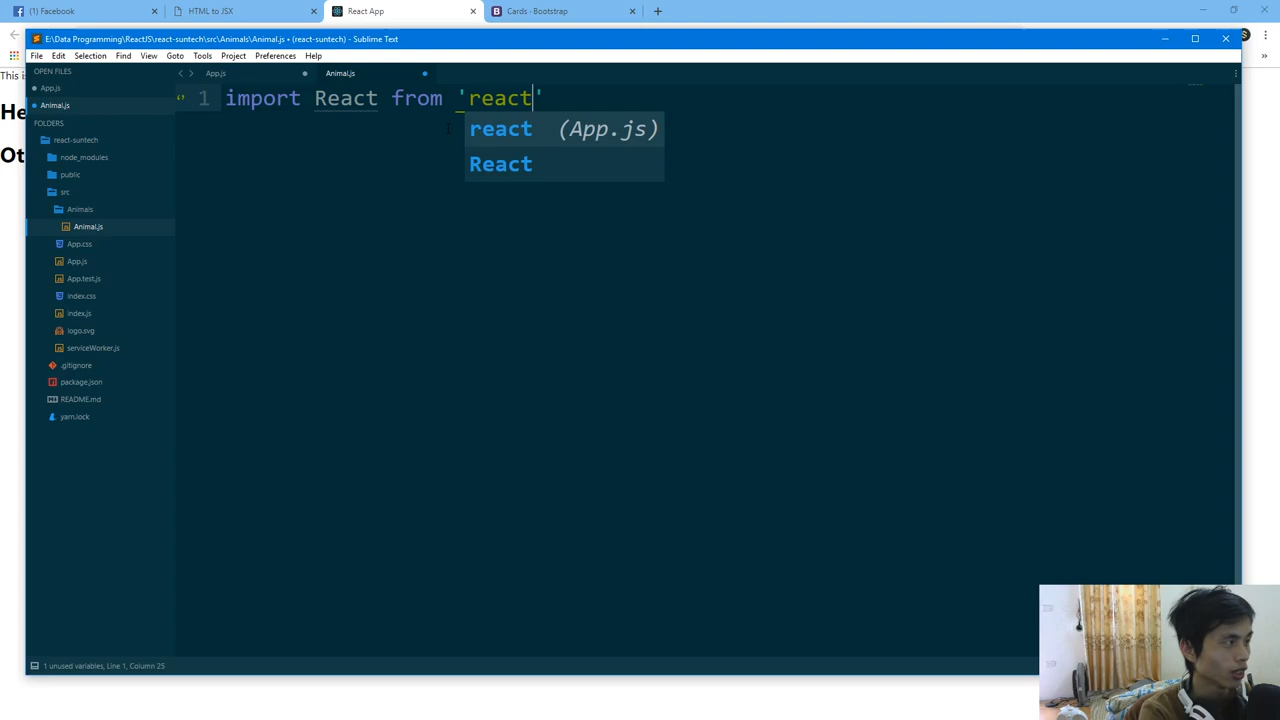 (1) Facebook
HTML to JSX
React App
Cards · Bootstrap
E:\Data Programming\ReactJS\react-suntech\src\Animals\Animal.js • (react-suntech) - Sublime Text
File Edit Selection Find View Goto Tools Project Preferences Help
This is
He
Ot
OPEN FILES
App.js
Animal.js
FOLDERS
react-suntech
node_modules
public
src
Animals
Animal.js
App.css
App.js
App.test.js
index.css
index.js
logo.svg
serviceWorker.js
.gitignore
package.json
README.md
yarn.lock
App.js
Animal.js
1 import React from 'react'
react (App.js)
React
1 unused variables, Line 1, Column 25